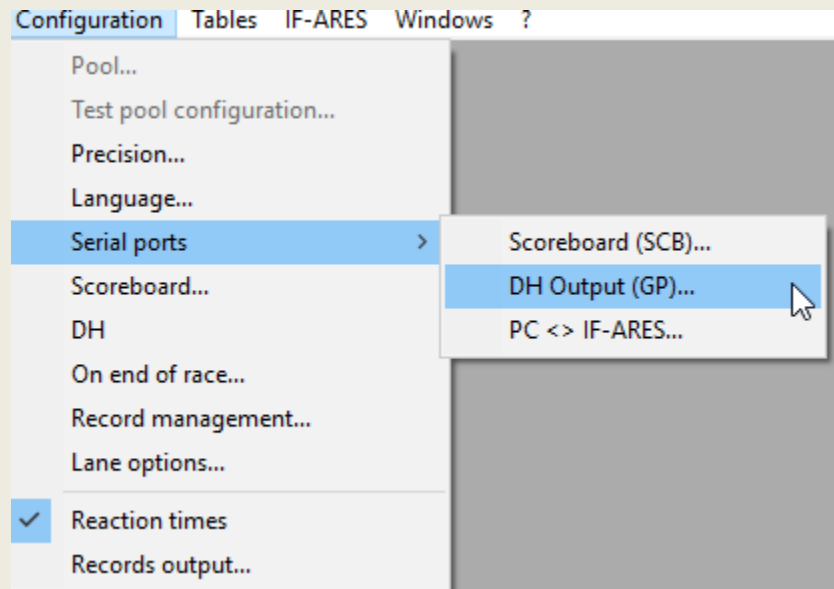 Configuration Tables IF-ARES Windows ?
Pool...
Test pool configuration...
Precision...
Language...
Serial ports
Scoreboard (SCB)...
Scoreboard...
DH Output (GP)...
DH
PC <> IF-ARES...
On end of race...
Record management...
Lane options...
Reaction times
Records output...